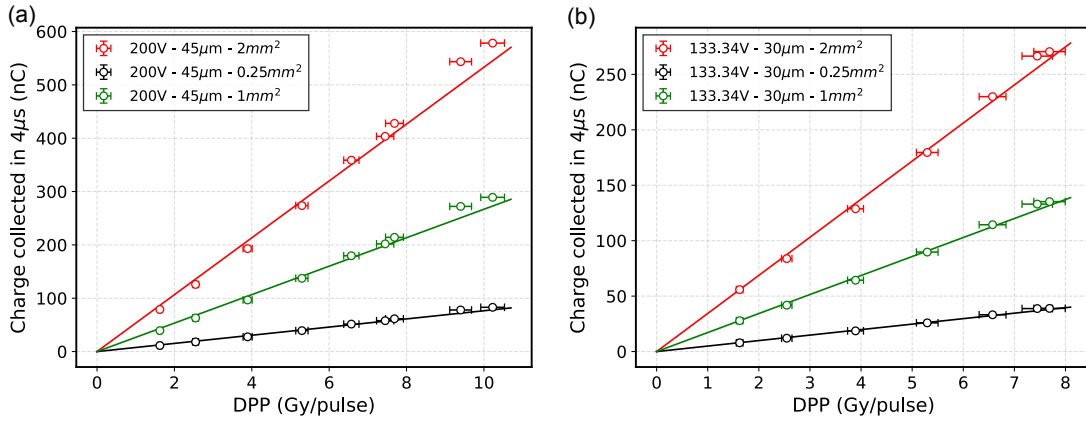 (a)
600
500
400
300
200
100
0
Charge collected in 4μs (nC)
200V - 45μm - 2mm²
200V - 45μm - 0.25mm²
200V - 45μm - 1mm²
0 2 4 6 8 10
DPP (Gy/pulse)
(b)
250
200
150
100
50
0
Charge collected in 4μs (nC)
133.34V - 30μm - 2mm²
133.34V - 30μm - 0.25mm²
133.34V - 30μm - 1mm²
0 1 2 3 4 5 6 7 8
DPP (Gy/pulse)